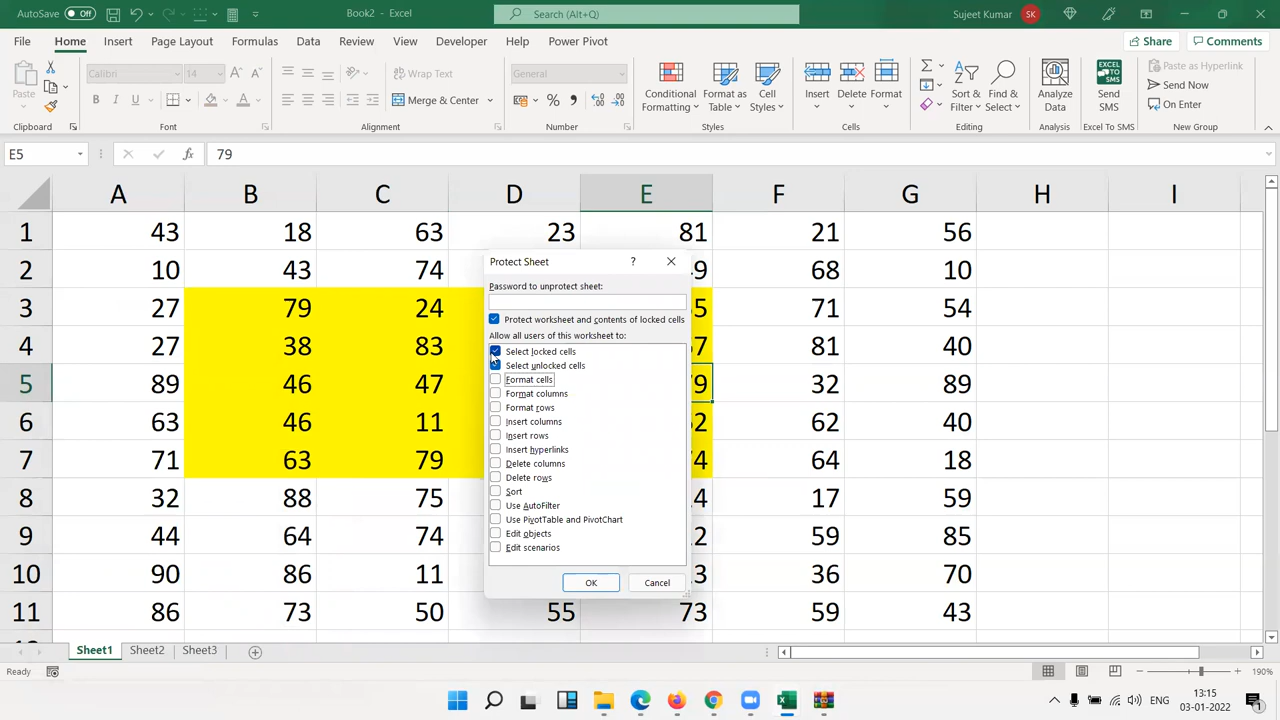 AutoSave Off Book2 - Excel Search (Alt+Q) Sujeet Kumar SK
File Home Insert Page Layout Formulas Data Review View Developer Help Power Pivot Share Comments
Paste Calibri 14 A A Wrap Text General Conditional Formatting Format as Table Cell Styles Insert Delete Format Sort & Filter Find & Select Analyze Data Send SMS Paste as Hyperlink
B I U A Merge & Center % Send Now
On Enter
Clipboard Font Alignment Number Styles Cells Editing Analysis Excel To SMS New Group
E5 fx 79
A B C D E F G H I
1 43 18 63 23 81 21 56
2 10 43 74 9 68 10
3 27 79 24 5 71 54
4 27 38 83 7 81 40
5 89 46 47 9 32 89
6 63 46 11 2 62 40
7 71 63 79 4 64 18
8 32 88 75 4 17 59
9 44 64 74 2 59 85
10 90 86 11 3 36 70
11 86 73 50 55 73 59 43
Protect Sheet ?
Password to unprotect sheet:
Protect worksheet and contents of locked cells
Allow all users of this worksheet to:
Select locked cells
Select unlocked cells
Format cells
Format columns
Format rows
Insert columns
Insert rows
Insert hyperlinks
Delete columns
Delete rows
Sort
Use AutoFilter
Use PivotTable and PivotChart
Edit objects
Edit scenarios
OK Cancel
Sheet1 Sheet2 Sheet3
Ready 190%
ENG 13:15
03-01-2022 1